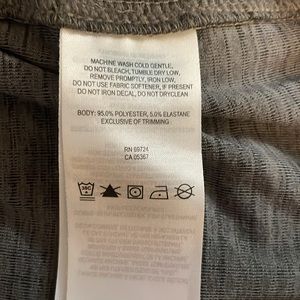 MACHINE WASH COLD GENTLE,
DO NOT BLEACH, TUMBLE DRY LOW,
REMOVE PROMPTLY, IRON LOW,
DO NOT USE FABRIC SOFTENER, IF PRESENT
DO NOT IRON DECAL, DO NOT DRYCLEAN
BODY: 95.0% POLYESTER, 5.0% ELASTANE
EXCLUSIVE OF TRIMMING
RN 69724
CA 05367